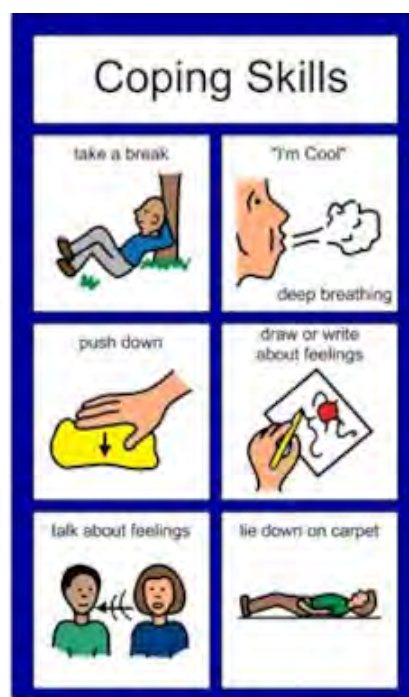 Coping Skills
take a break
"I'm Cool"
deep breathing
push down
draw or write
about feelings
talk about feelings
lie down on carpet